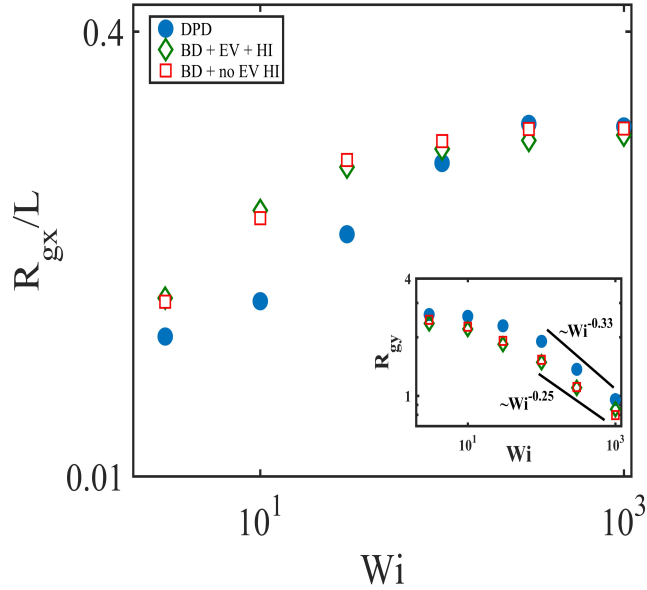 0.4
DPD
BD + EV + HI
BD + no EV HI
R_gx/L
4
~Wi^-0.33
R_gy
~Wi^-0.25
1
10^1
10^3
Wi
0.01
10^1
10^3
Wi